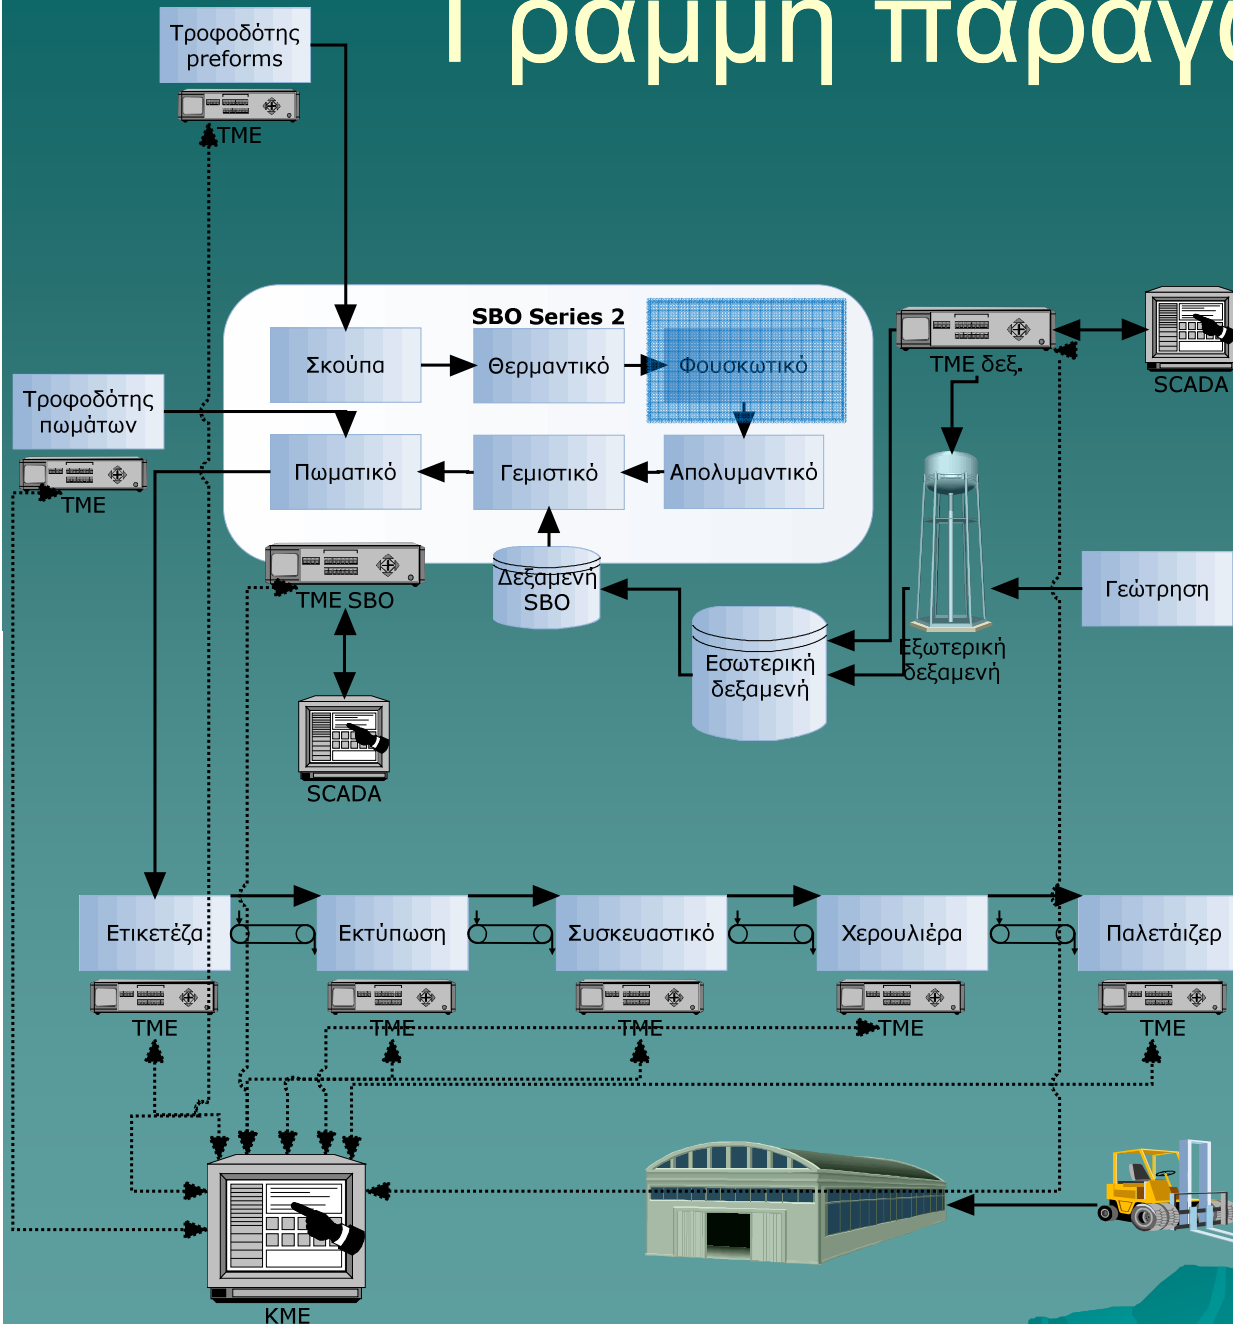 Γραμμή παραγω
Τροφοδότης
preforms
TME
SBO Series 2
Σκούπα
Θερμαντικό
Φουσκωτικό
TME δεξ.
SCADA
Τροφοδότης
πωμάτων
TME
Πωματικό
Γεμιστικό
Απολυμαντικό
TME SBO
Δεξαμενή
SBO
Γεώτρηση
Εσωτερική
δεξαμενή
Εξωτερική
δεξαμενή
SCADA
Ετικετέζα
Εκτύπωση
Συσκευαστικό
Χερουλιέρα
Παλετάιζερ
TME
TME
TME
TME
TME
KME